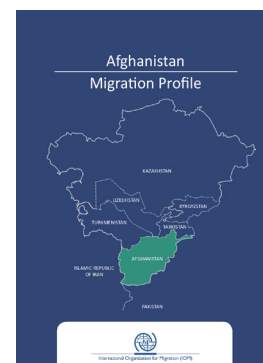 Afghanistan
Migration Profile
KAZAKHSTAN
UZBEKISTAN
KYRGYZSTAN
TURKMENISTAN
TAJIKISTAN
AFGHANISTAN
ISLAMIC REPUBLIC
OF IRAN
PAKISTAN
International Organization for Migration (IOM)